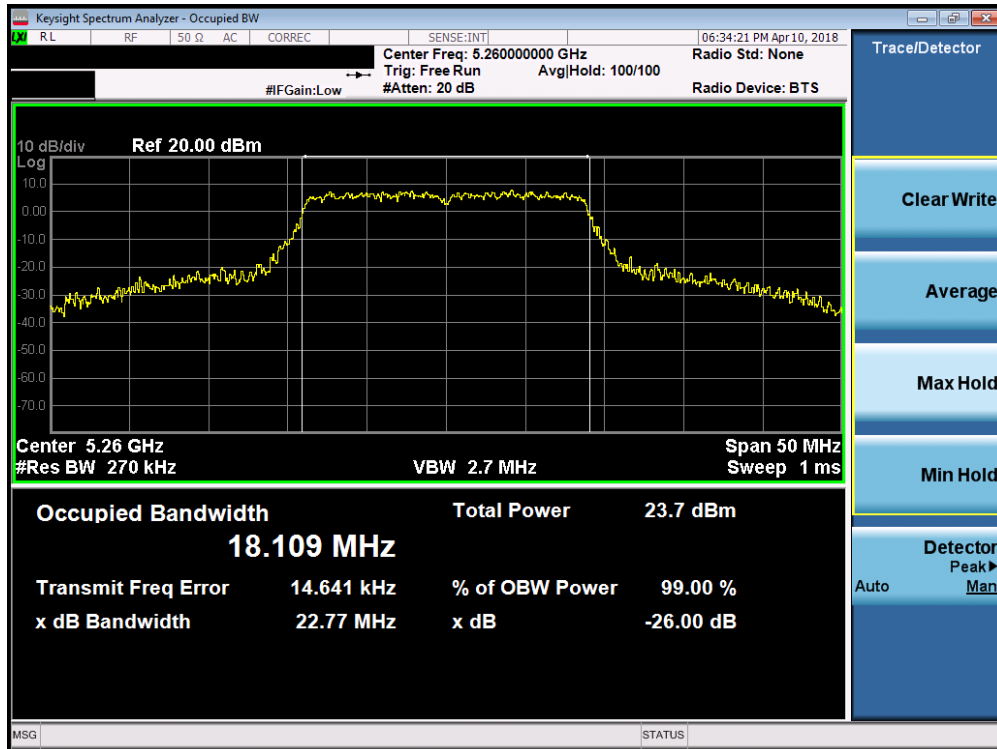 Keysight Spectrum Analyzer - Occupied BW
LXI RL RF 50 Ω AC CORREC SENSE:INT 06:34:21 PM Apr 10, 2018
Center Freq: 5.260000000 GHz Radio Std: None
Trig: Free Run Avg|Hold: 100/100
#IFGain:Low #Atten: 20 dB Radio Device: BTS
Trace/Detector
10 dB/div Ref 20.00 dBm
Log
10.0
0.00
-10.0
-20.0
-30.0
-40.0
-50.0
-60.0
-70.0
Center 5.26 GHz Span 50 MHz
#Res BW 270 kHz VBW 2.7 MHz Sweep 1 ms
Occupied Bandwidth Total Power 23.7 dBm
18.109 MHz
Transmit Freq Error 14.641 kHz % of OBW Power 99.00 %
x dB Bandwidth 22.77 MHz x dB -26.00 dB
Clear Write
Average
Max Hold
Min Hold
Detector
Peak▶
Auto Man
MSG STATUS